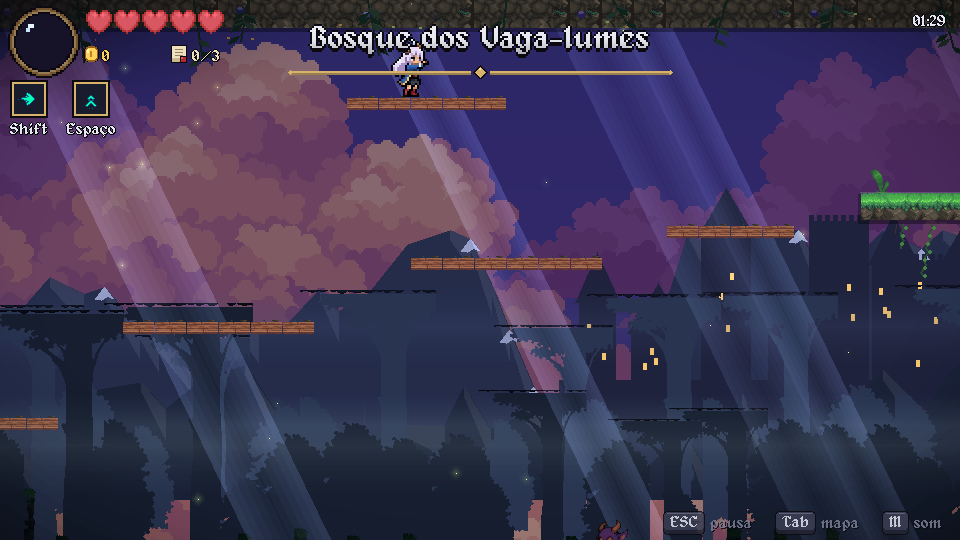 Bosque dos Vaga-lumes
01:29
0
0/3
Shift
Espaço
ESC pausa
Tab mapa
M som